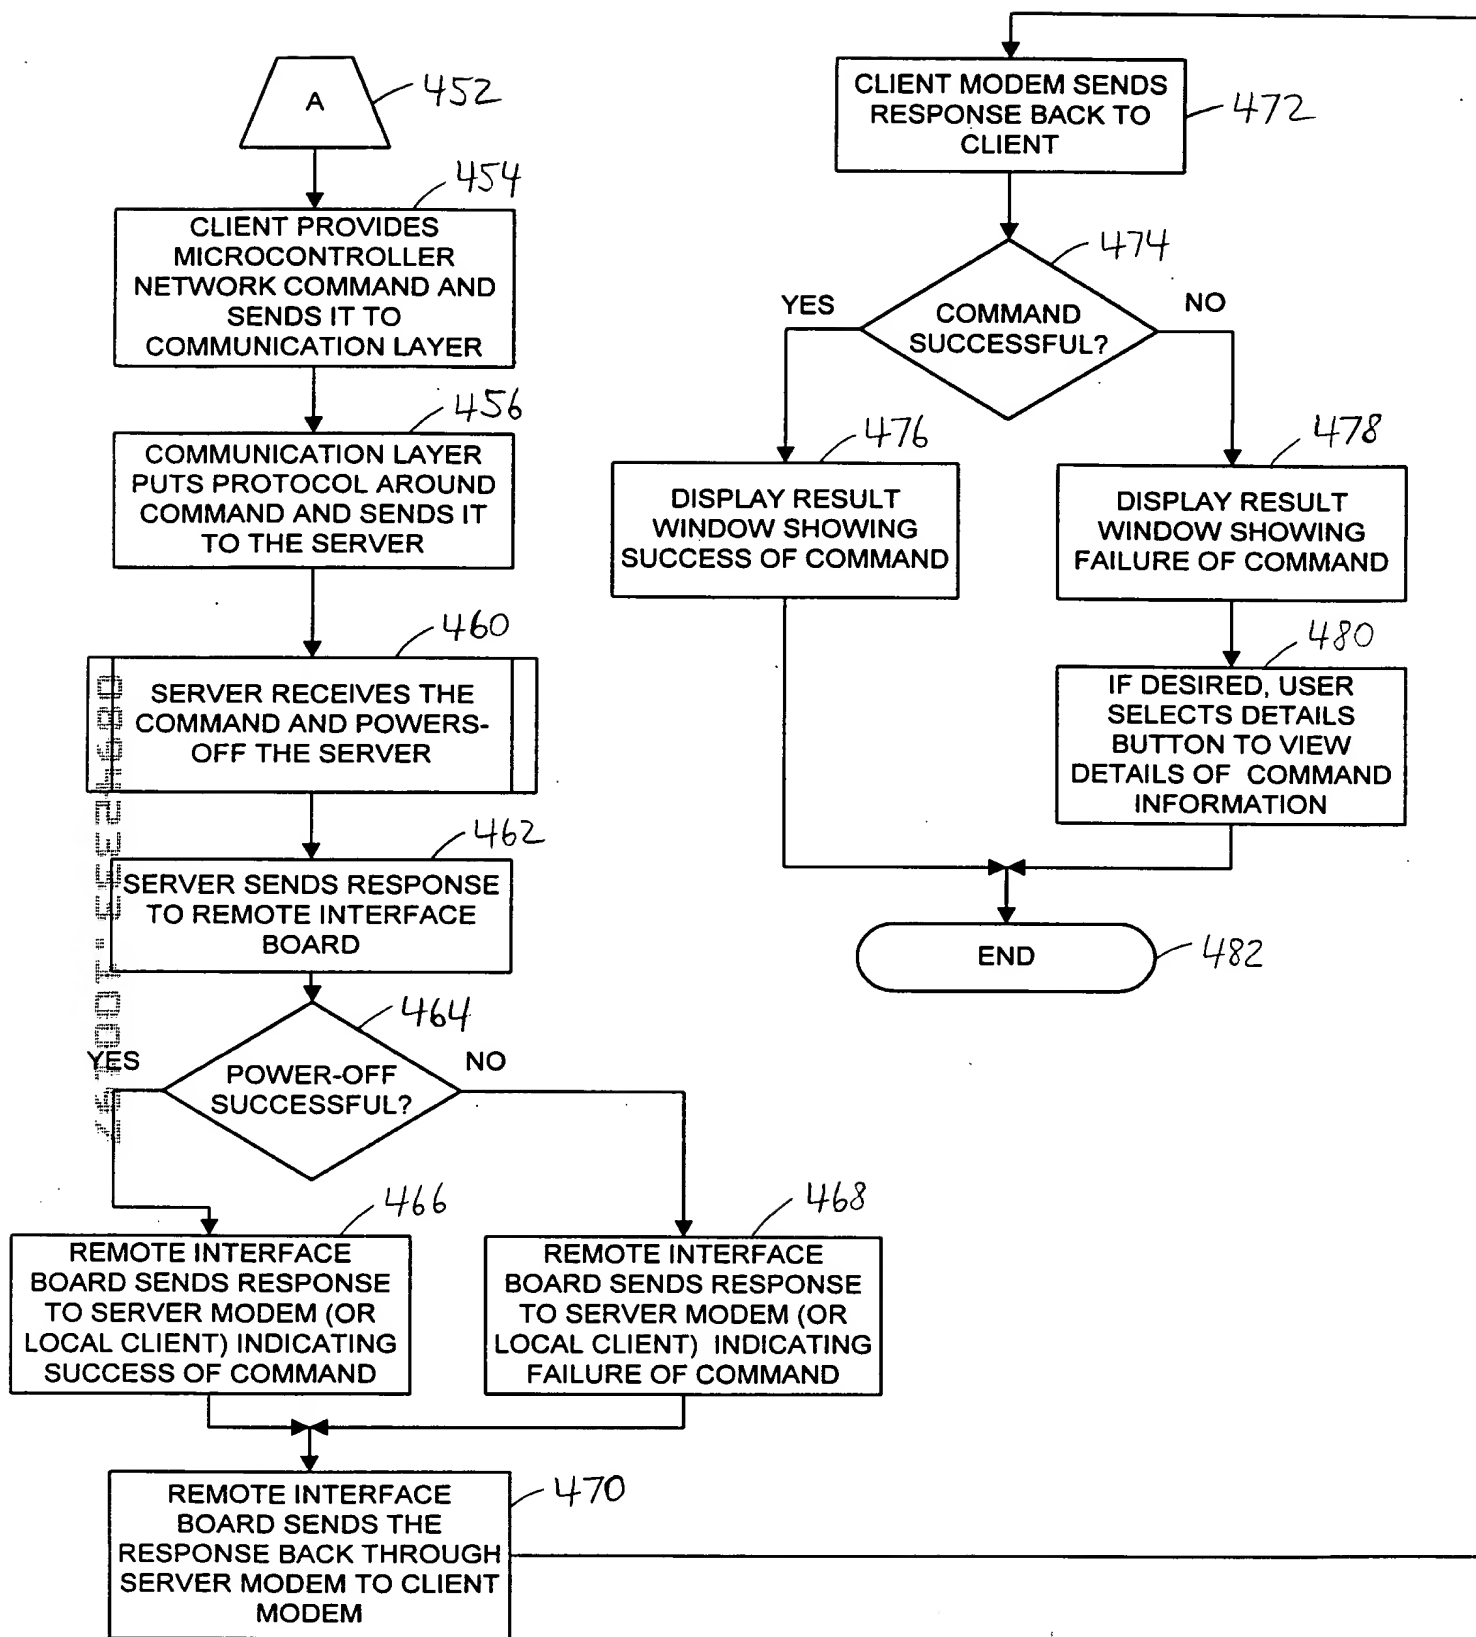 A
452
454
CLIENT PROVIDES
MICROCONTROLLER
NETWORK COMMAND AND
SENDS IT TO
COMMUNICATION LAYER
456
COMMUNICATION LAYER
PUTS PROTOCOL AROUND
COMMAND AND SENDS IT
TO THE SERVER
460
SERVER RECEIVES THE
COMMAND AND POWERS-
OFF THE SERVER
462
SERVER SENDS RESPONSE
TO REMOTE INTERFACE
BOARD
464
YES
NO
POWER-OFF
SUCCESSFUL?
466
REMOTE INTERFACE
BOARD SENDS RESPONSE
TO SERVER MODEM (OR
LOCAL CLIENT) INDICATING
SUCCESS OF COMMAND
468
REMOTE INTERFACE
BOARD SENDS RESPONSE
TO SERVER MODEM (OR
LOCAL CLIENT) INDICATING
FAILURE OF COMMAND
470
REMOTE INTERFACE
BOARD SENDS THE
RESPONSE BACK THROUGH
SERVER MODEM TO CLIENT
MODEM
CLIENT MODEM SENDS
RESPONSE BACK TO
CLIENT
472
474
YES
NO
COMMAND
SUCCESSFUL?
476
DISPLAY RESULT
WINDOW SHOWING
SUCCESS OF COMMAND
478
DISPLAY RESULT
WINDOW SHOWING
FAILURE OF COMMAND
480
IF DESIRED, USER
SELECTS DETAILS
BUTTON TO VIEW
DETAILS OF COMMAND
INFORMATION
END
482